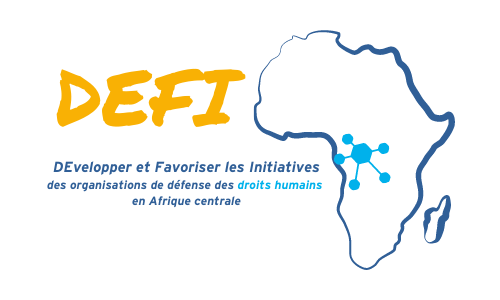 DEFI
DEvelopper et Favoriser les Initiatives
des organisations de défense des droits humains
en Afrique centrale